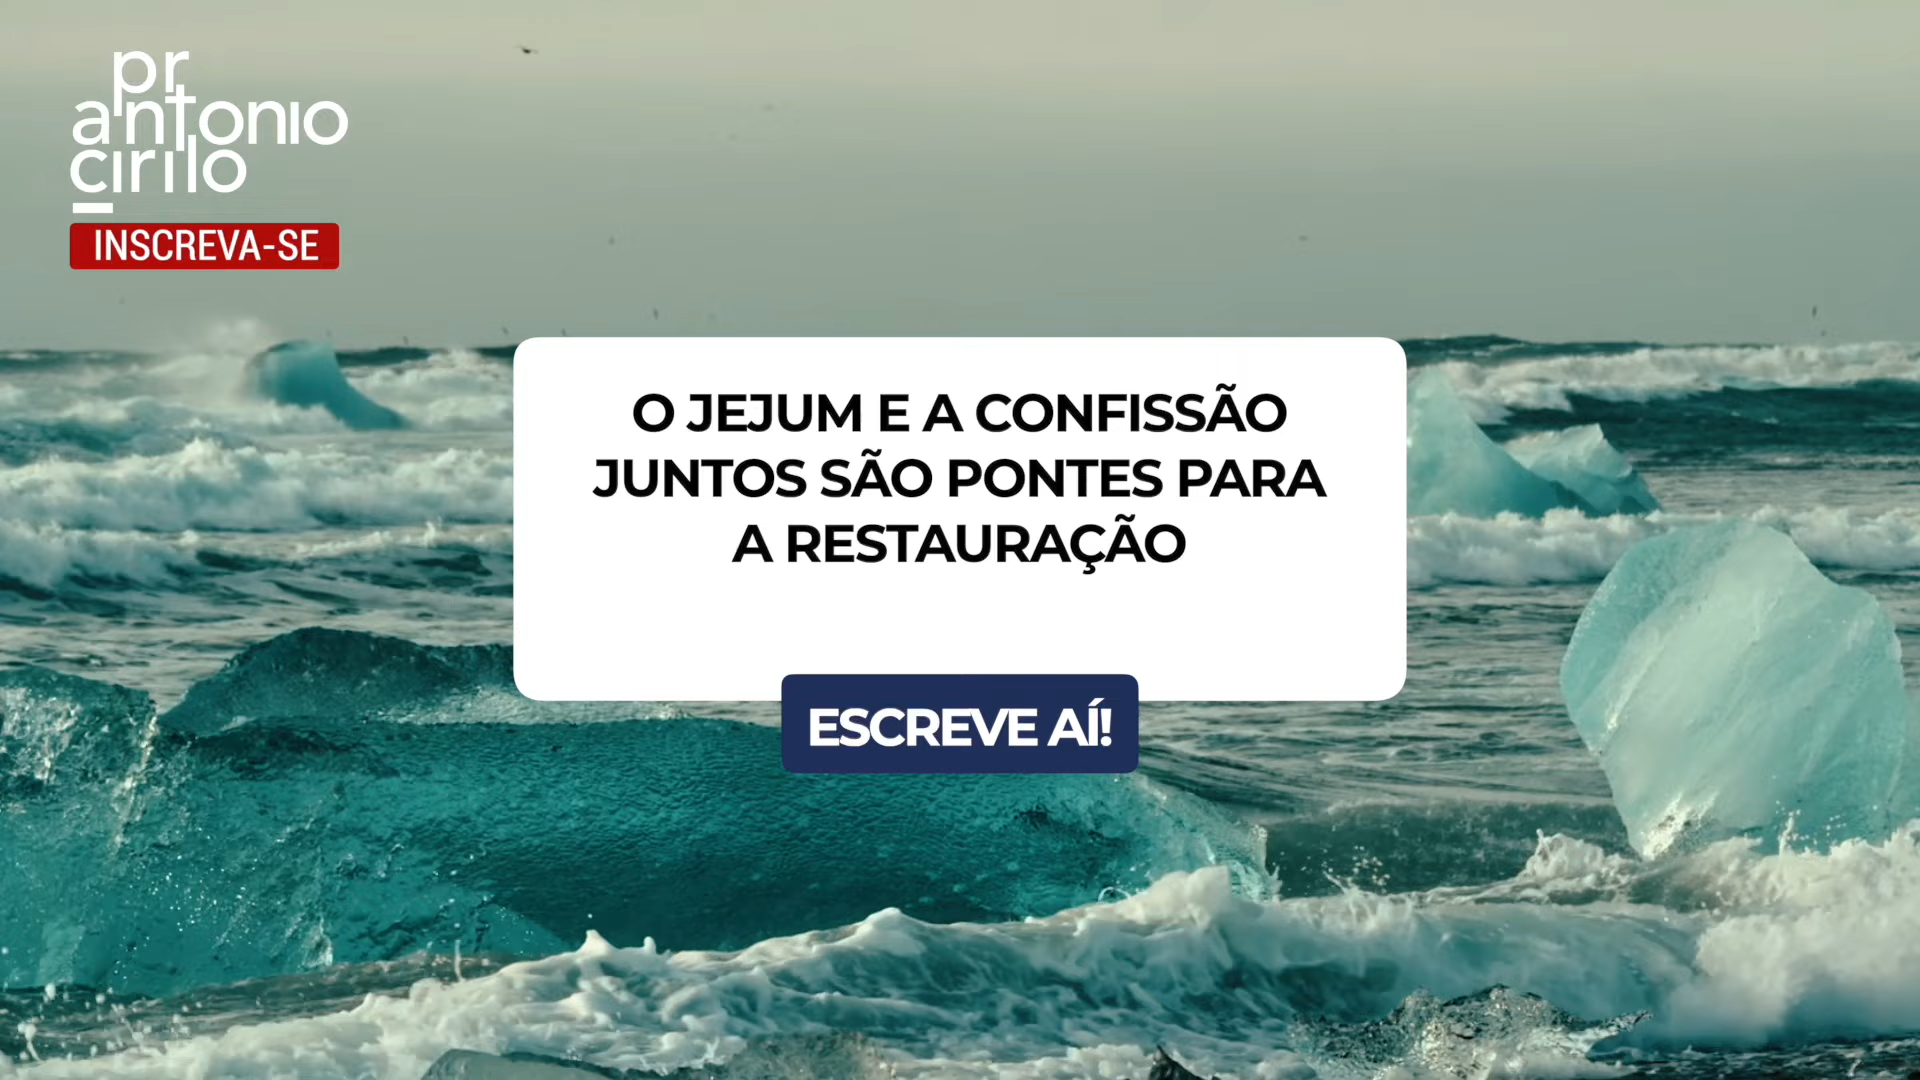 pr
antonio
cirilo
INSCREVA-SE
O JEJUM E A CONFISSÃO
JUNTOS SÃO PONTES PARA
A RESTAURAÇÃO
ESCREVE AÍ!